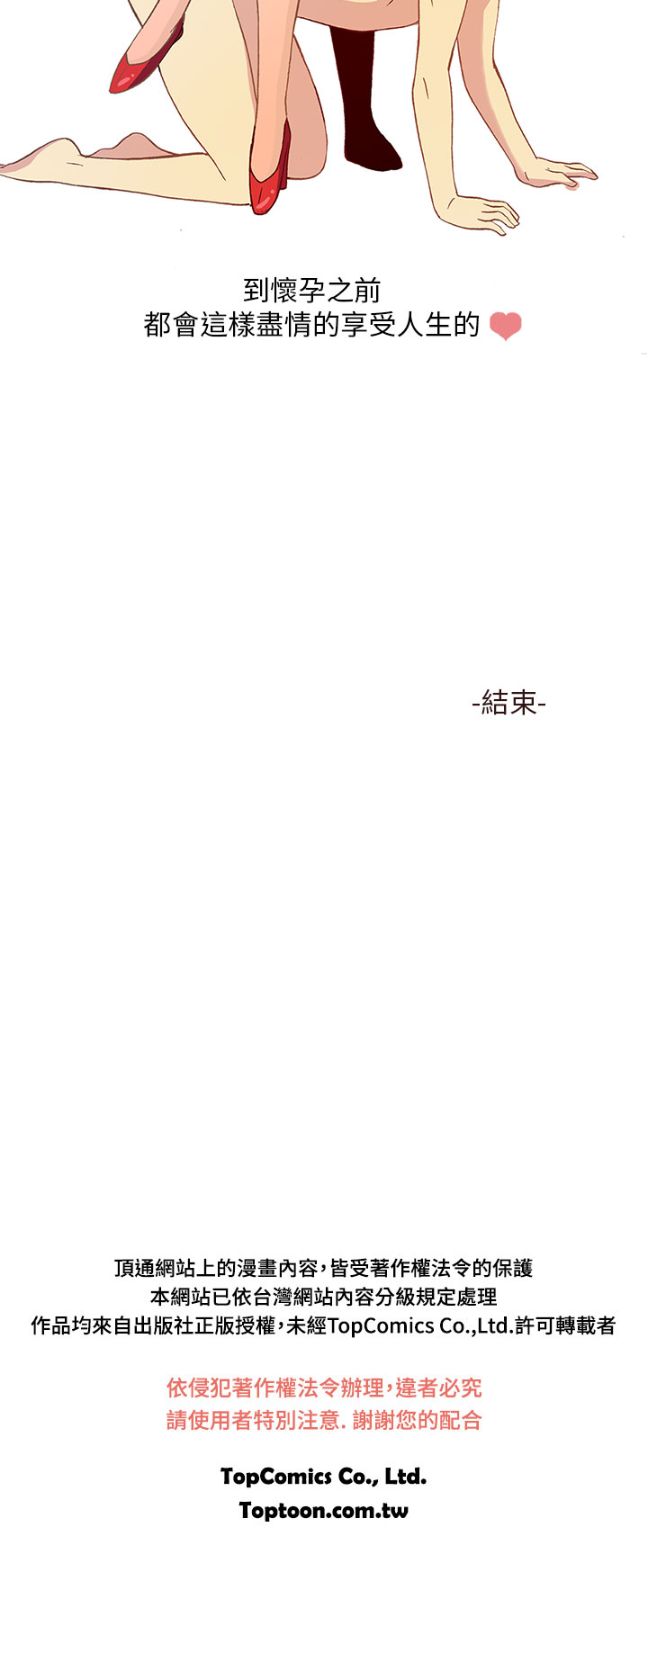 到懷孕之前
都會這樣盡情的享受人生的
-結束-
頂通網站上的漫畫內容，皆受著作權法令的保護
本網站已依台灣網站內容分級規定處理
作品均來自出版社正版授權，未經TopComics Co.,Ltd.許可轉載者
依侵犯著作權法令辦理，違者必究
請使用者特別注意. 謝謝您的配合
TopComics Co., Ltd.
Toptoon.com.tw